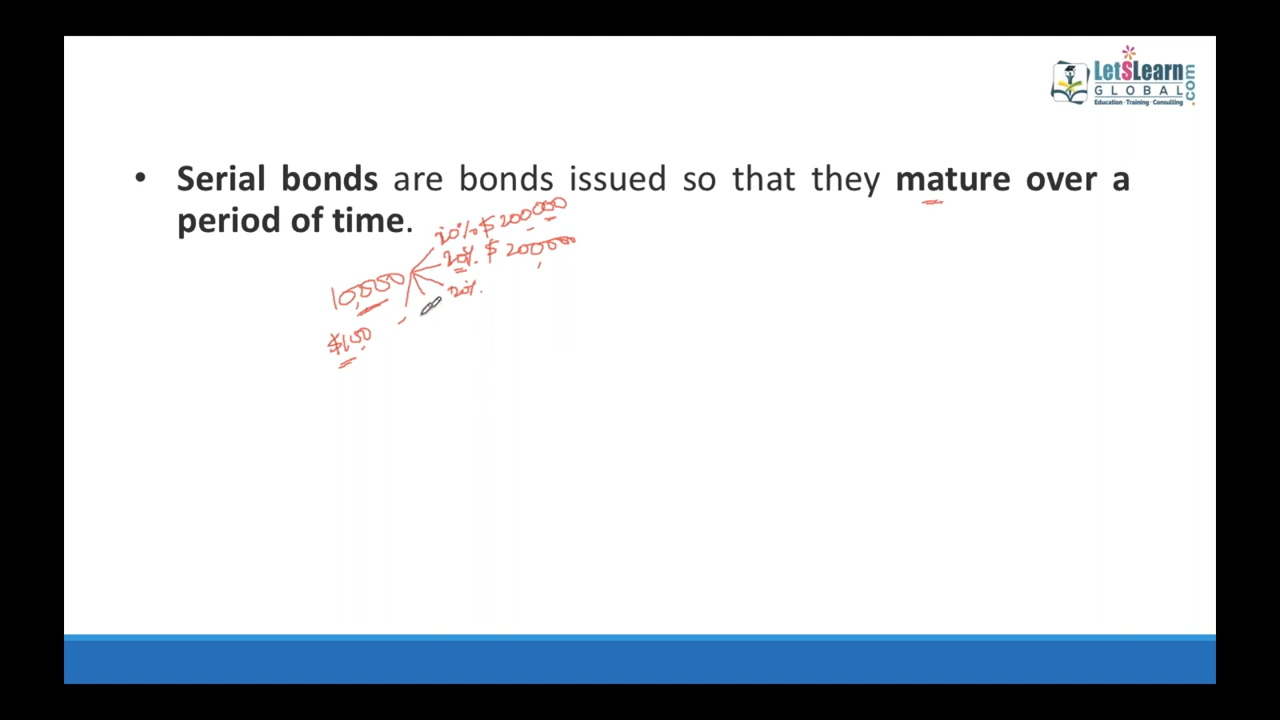 LetSLearn
.com
GLOBAL
Education · Training · Consulting
• Serial bonds are bonds issued so that they mature over a
period of time.
20% $ 200000
20% $ 200000
10,000
20%
$100